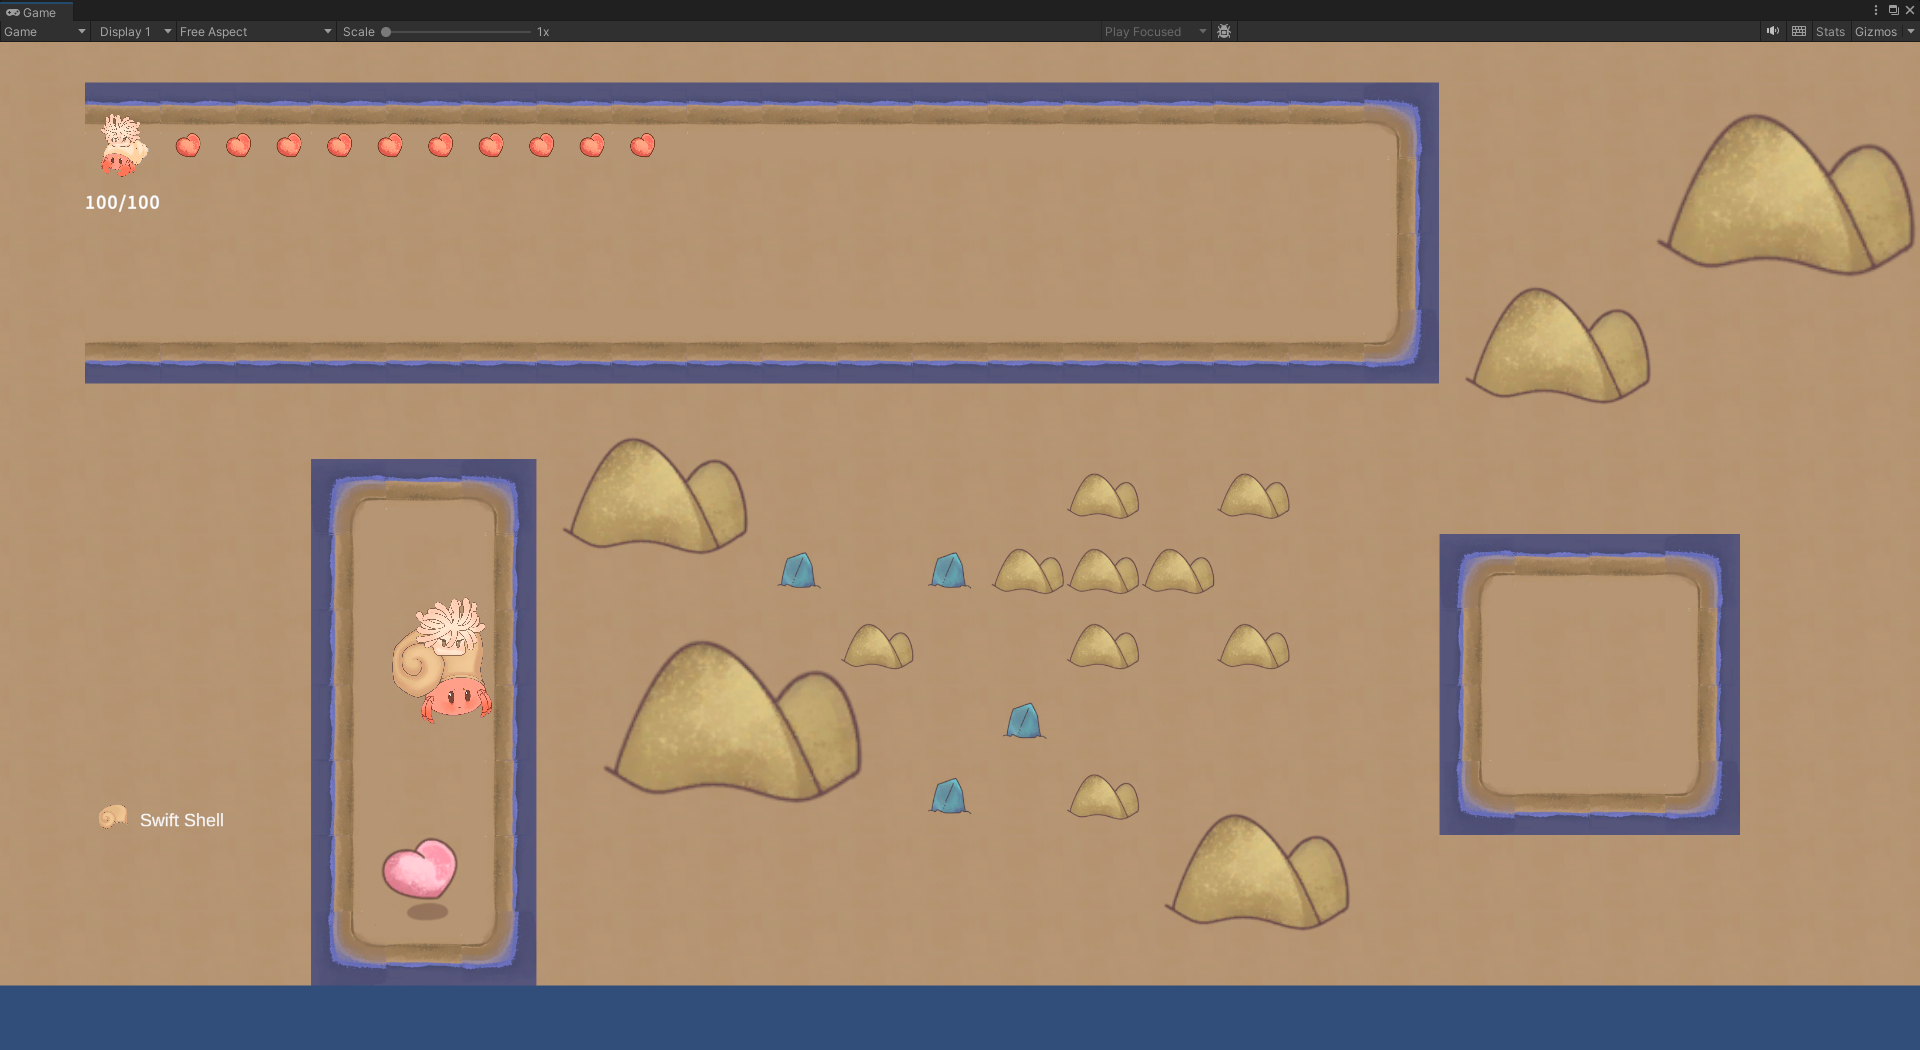 Game
Game Display 1 Free Aspect Scale 1x Play Focused Stats Gizmos
100/100
Swift Shell